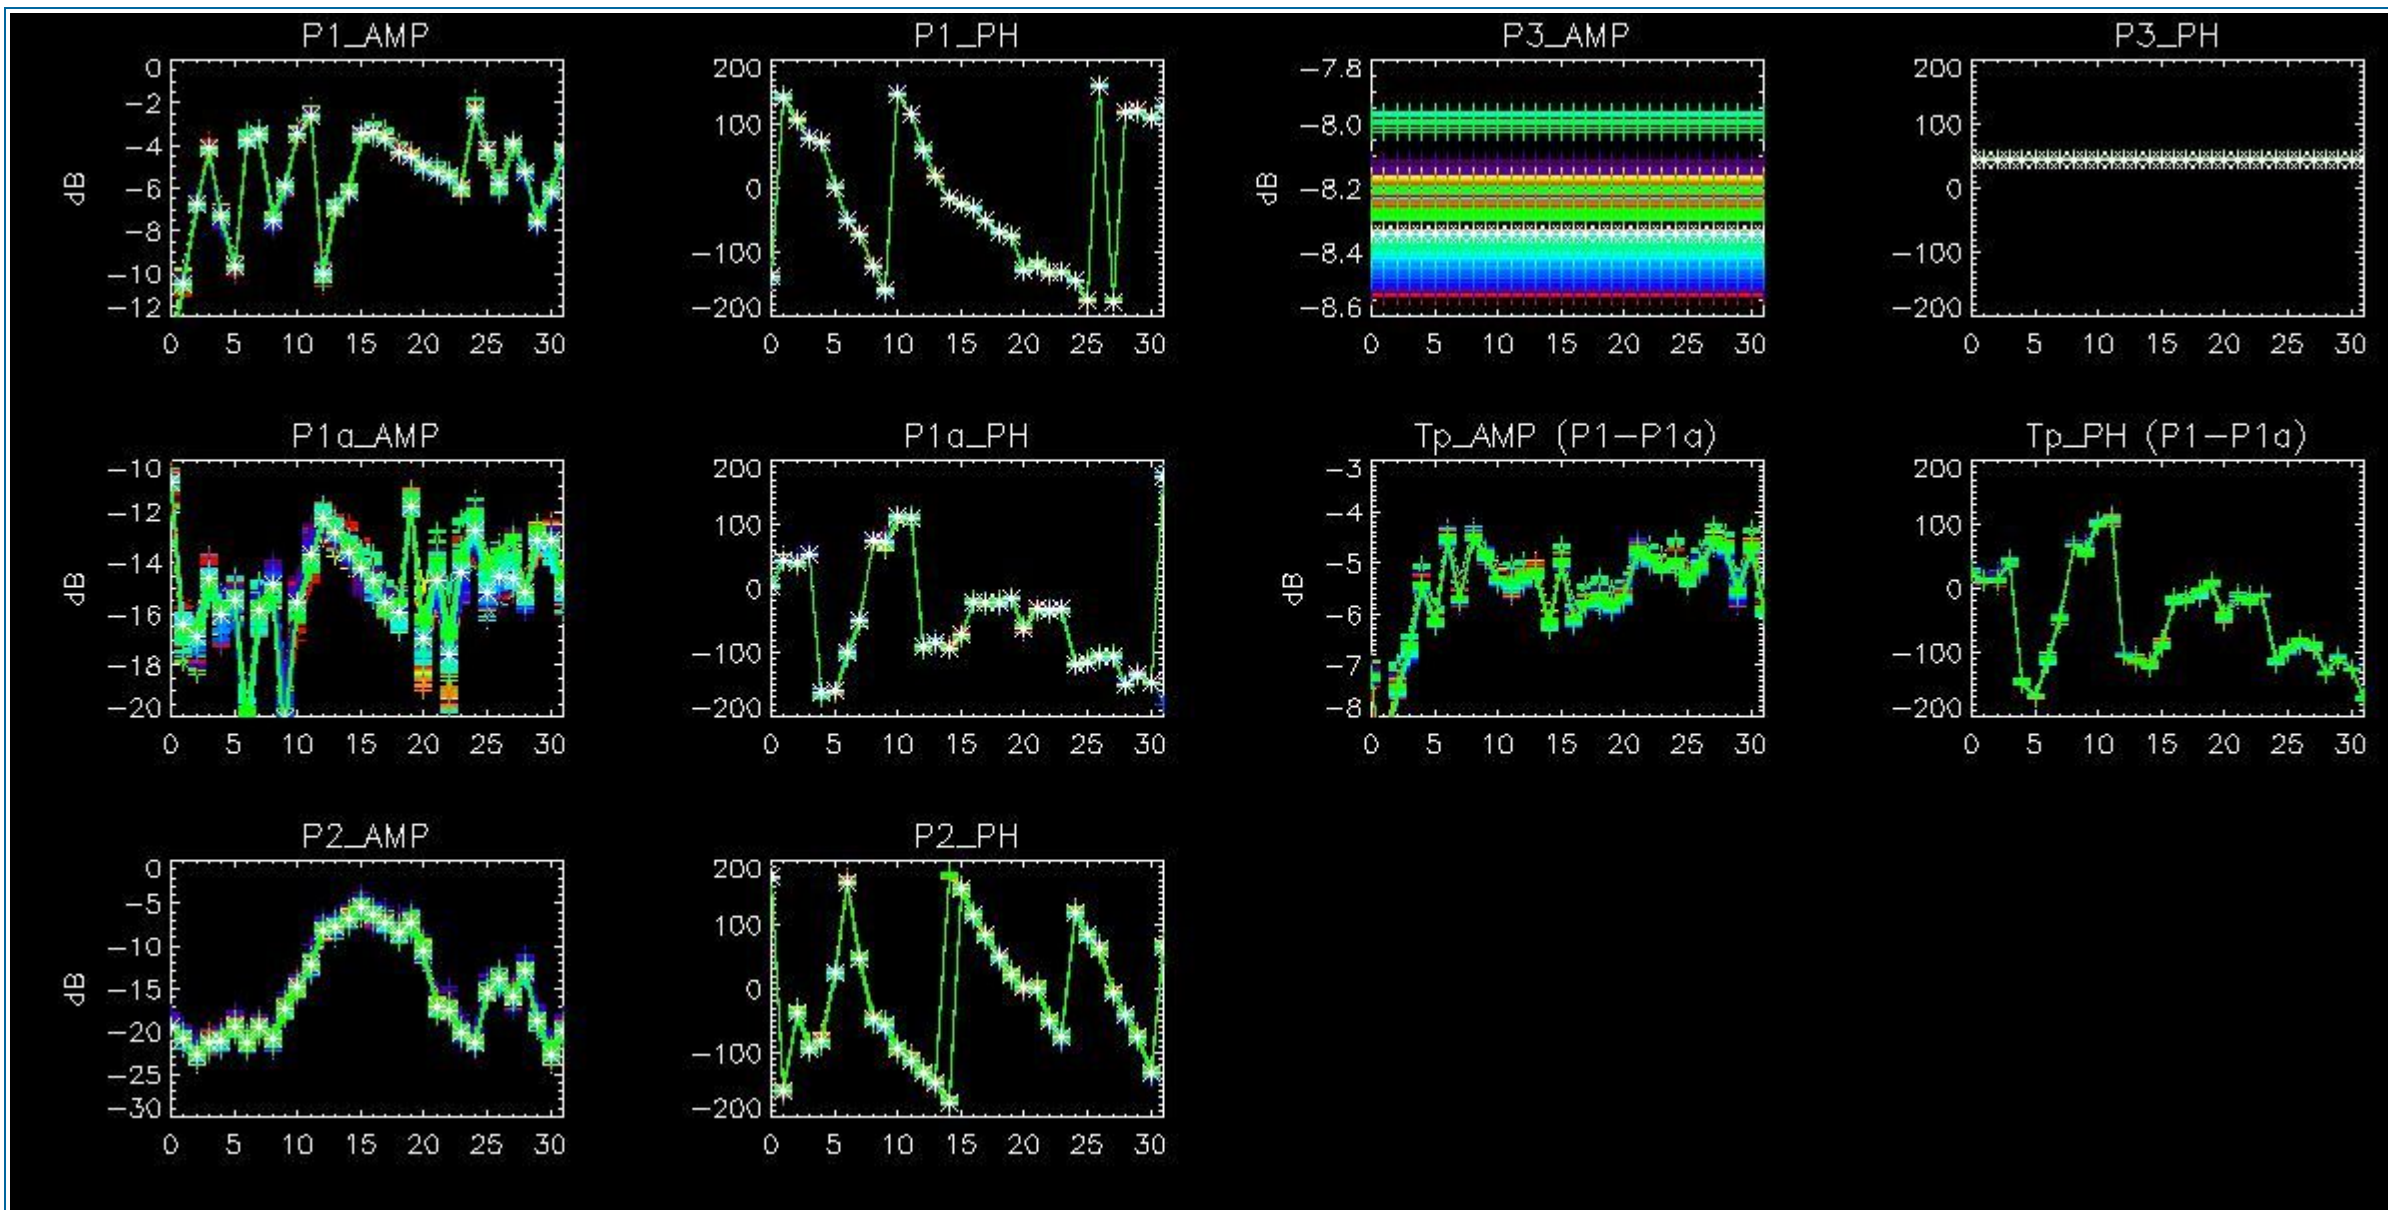 P1_AMP
0
−2
−4
−6
−8
−10
−12
dB
0 5 10 15 20 25 30
P1_PH
200
100
0
−100
−200
0 5 10 15 20 25 30
P3_AMP
−7.8
−8.0
−8.2
−8.4
−8.6
dB
0 5 10 15 20 25 30
P3_PH
200
100
0
−100
−200
0 5 10 15 20 25 30
P1a_AMP
−10
−12
−14
−16
−18
−20
dB
0 5 10 15 20 25 30
P1a_PH
200
100
0
−100
−200
0 5 10 15 20 25 30
Tp_AMP (P1−P1a)
−3
−4
−5
−6
−7
−8
dB
0 5 10 15 20 25 30
Tp_PH (P1−P1a)
200
100
0
−100
−200
0 5 10 15 20 25 30
P2_AMP
0
−5
−10
−15
−20
−25
−30
dB
0 5 10 15 20 25 30
P2_PH
200
100
0
−100
−200
0 5 10 15 20 25 30